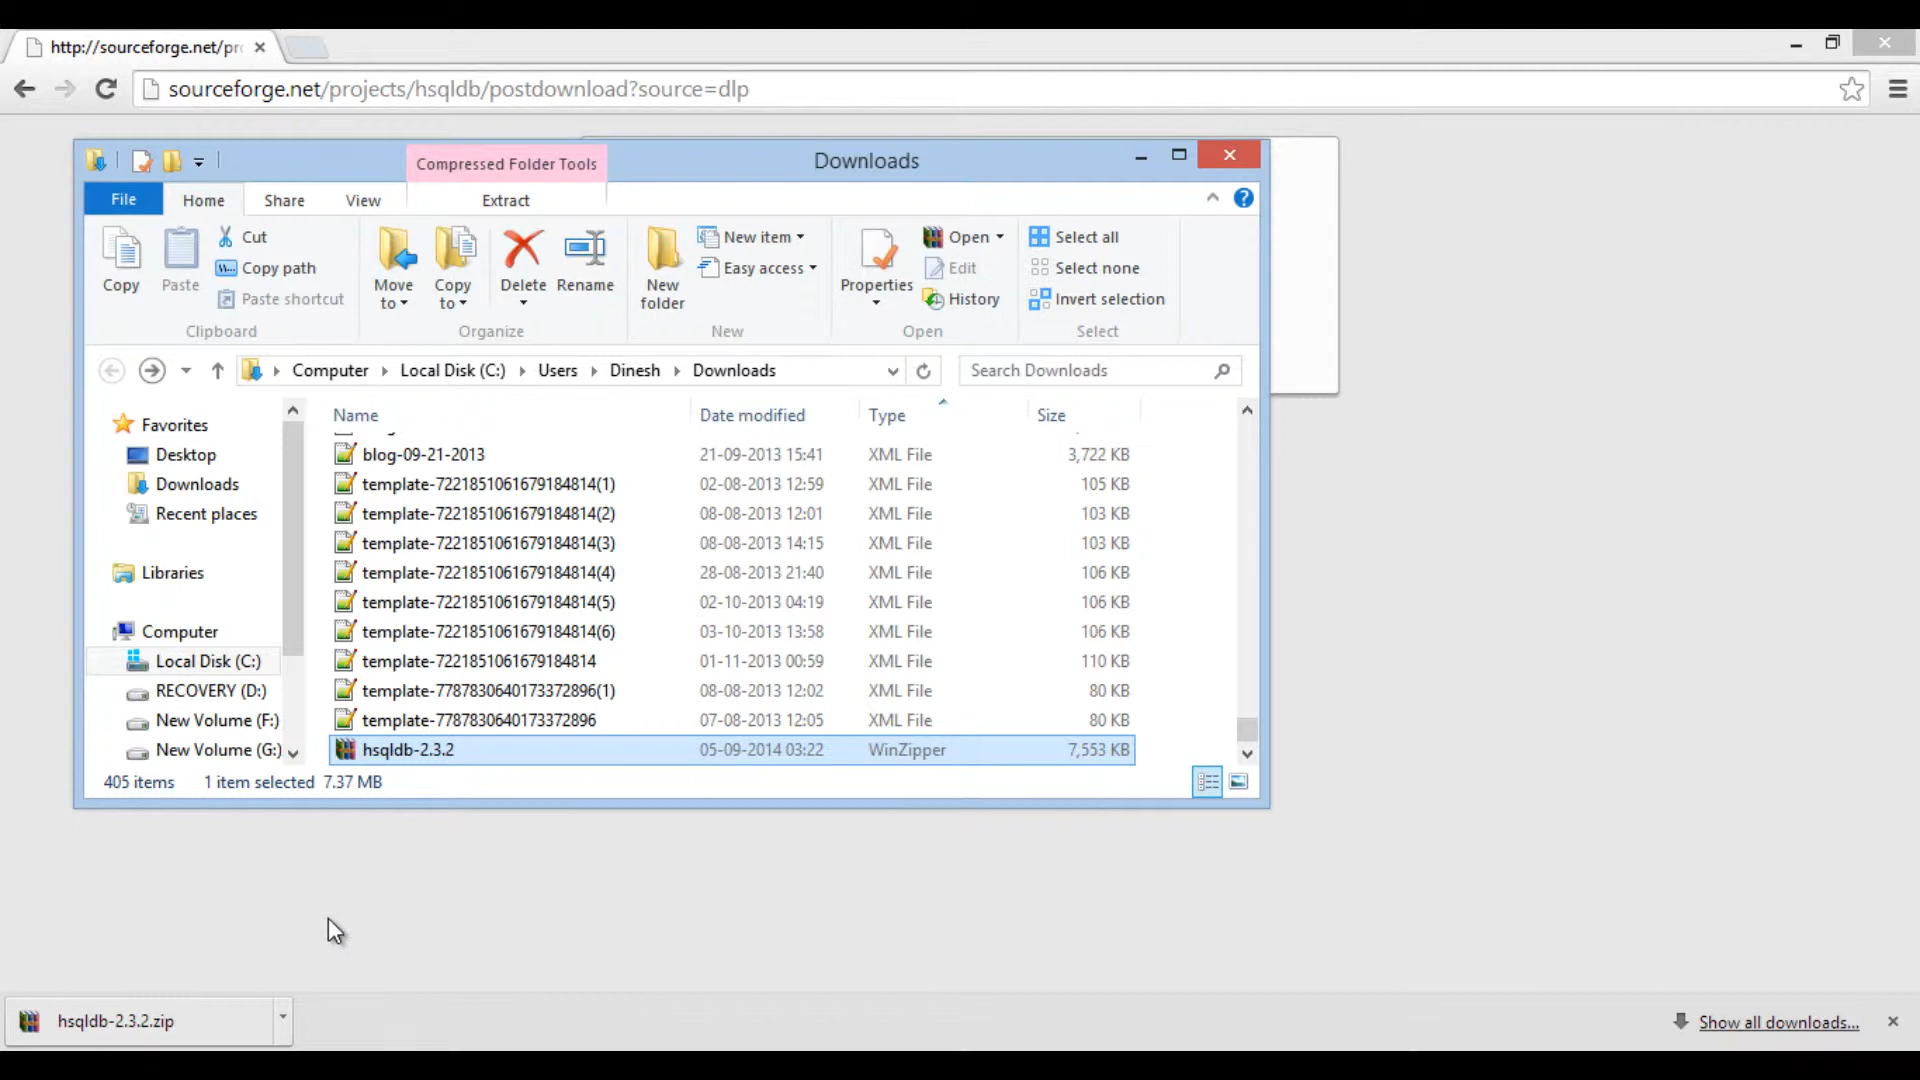 http://sourceforge.net/pr
sourceforge.net/projects/hsqldb/postdownload?source=dlp
Compressed Folder Tools
Downloads
File Home Share View Extract
Copy
Paste
Cut
Copy path
Paste shortcut
Clipboard
Move to
Copy to
Delete
Rename
Organize
New folder
New item
Easy access
New
Properties
Open
Edit
History
Open
Select all
Select none
Invert selection
Select
Computer Local Disk (C:) Users Dinesh Downloads
Search Downloads
Favorites
Desktop
Downloads
Recent places
Libraries
Computer
Local Disk (C:)
RECOVERY (D:)
New Volume (F:)
New Volume (G:)
Name Date modified Type Size
blog-09-21-2013 21-09-2013 15:41 XML File 3,722 KB
template-7221851061679184814(1) 02-08-2013 12:59 XML File 105 KB
template-7221851061679184814(2) 08-08-2013 12:01 XML File 103 KB
template-7221851061679184814(3) 08-08-2013 14:15 XML File 103 KB
template-7221851061679184814(4) 28-08-2013 21:40 XML File 106 KB
template-7221851061679184814(5) 02-10-2013 04:19 XML File 106 KB
template-7221851061679184814(6) 03-10-2013 13:58 XML File 106 KB
template-7221851061679184814 01-11-2013 00:59 XML File 110 KB
template-7787830640173372896(1) 08-08-2013 12:02 XML File 80 KB
template-7787830640173372896 07-08-2013 12:05 XML File 80 KB
hsqldb-2.3.2 05-09-2014 03:22 WinZipper 7,553 KB
405 items 1 item selected 7.37 MB
hsqldb-2.3.2.zip
Show all downloads...